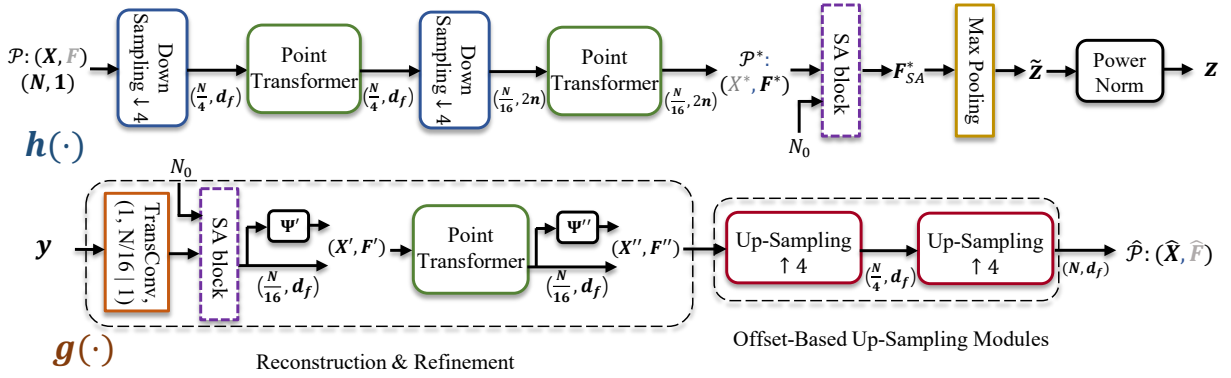 𝒫: (X, F)
(N, 1)
Down
Sampling ↓ 4
(N/4, d_f)
Point
Transformer
(N/4, d_f)
Down
Sampling ↓ 4
(N/16, 2n)
Point
Transformer
(N/16, 2n)
𝒫*:
(X*, F*)
N₀
SA block
F*_SA
Max Pooling
z̃
Power
Norm
z
h(·)
y
TransConv,
(1, N/16 | 1)
N₀
SA block
Ψ′
(N/16, d_f)
(X′, F′)
Point
Transformer
Ψ′′
(N/16, d_f)
(X′′, F′′)
Up-Sampling
↑ 4
(N/4, d_f)
Up-Sampling
↑ 4
(N, d_f)
𝒫̂: (X̂, F̂)
g(·)
Reconstruction & Refinement
Offset-Based Up-Sampling Modules